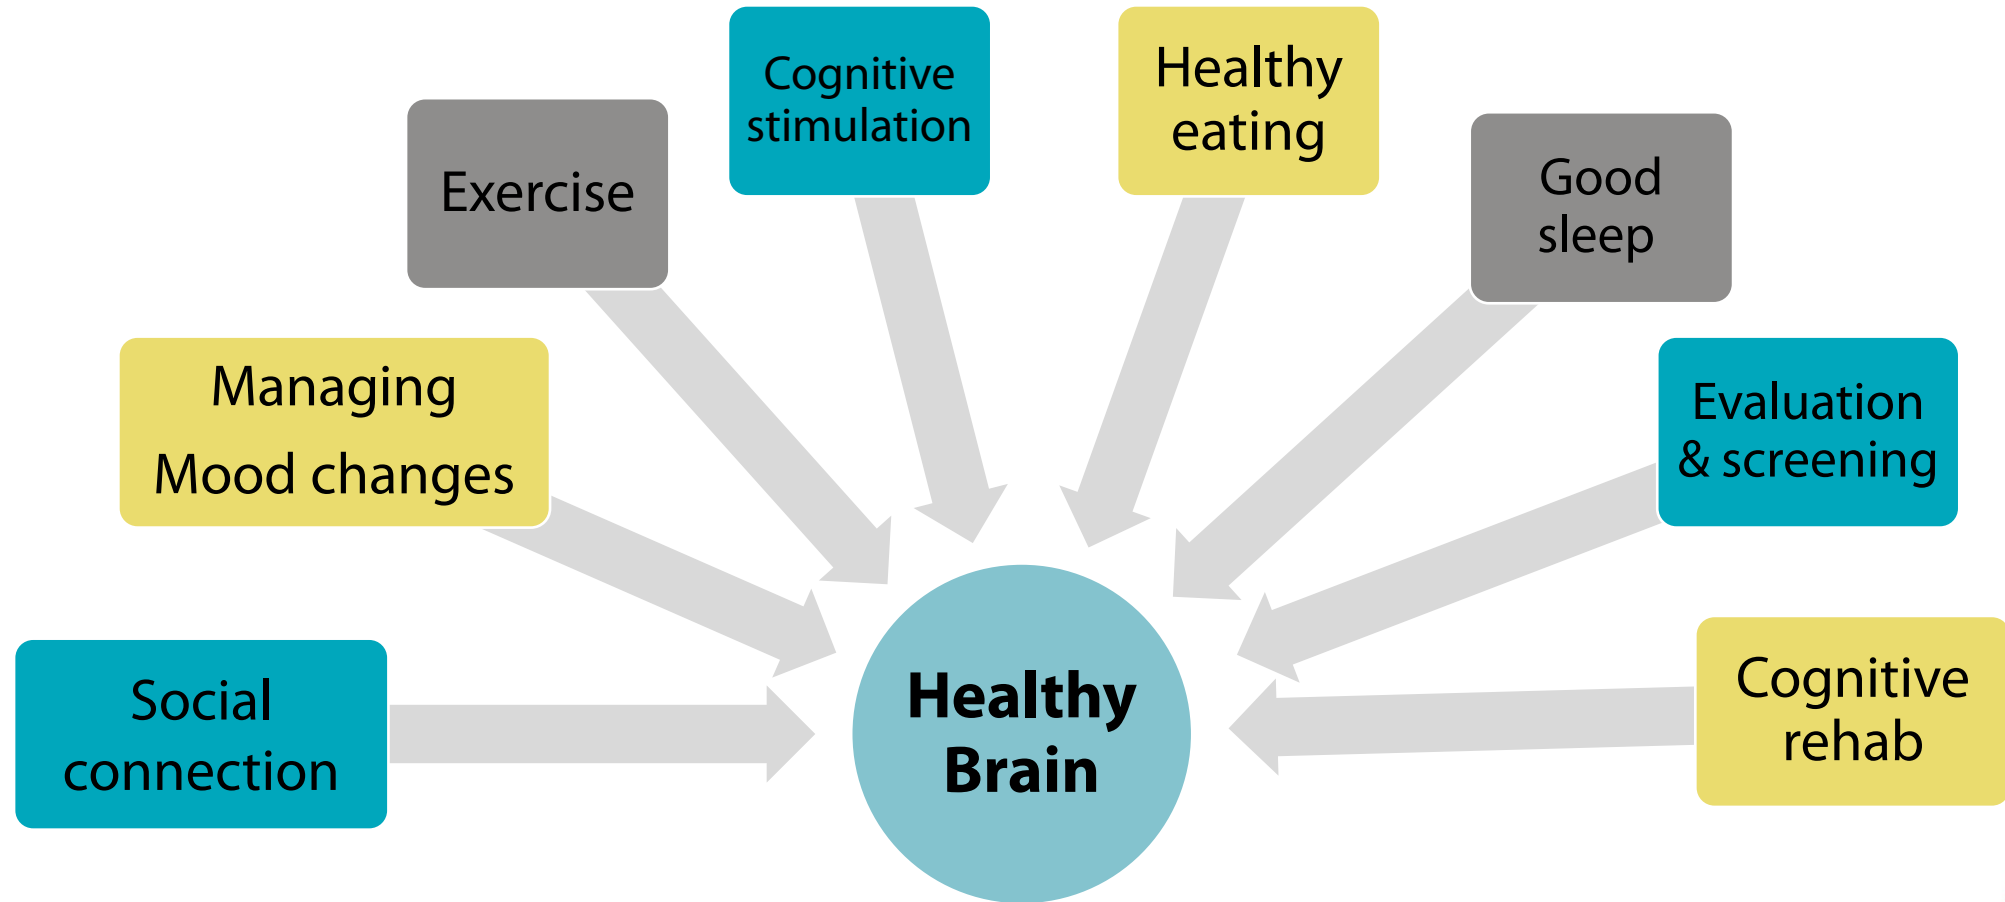 Social
connection
Managing
Mood changes
Exercise
Cognitive
stimulation
Healthy
eating
Good
sleep
Evaluation
& screening
Cognitive
rehab
Healthy
Brain